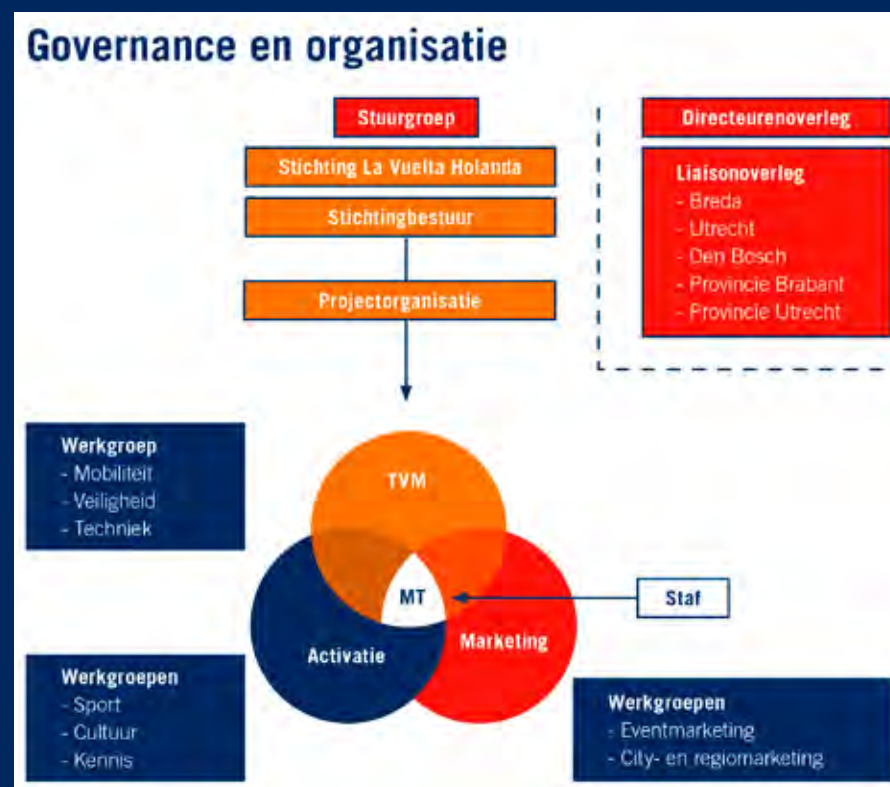 Governance en organisatie
Stuurgroep
Stichting La Vuelta Holanda
Stichtingbestuur
Projectorganisatie
Directeurenoverleg
Liaisonoverleg
- Breda
- Utrecht
- Den Bosch
- Provincie Brabant
- Provincie Utrecht
Werkgroep
- Mobiliteit
- Veiligheid
- Techniek
TVM
MT
Activatie
Marketing
Staf
Werkgroepen
- Sport
- Cultuur
- Kennis
Werkgroepen
- Eventmarketing
- City- en regiomarketing